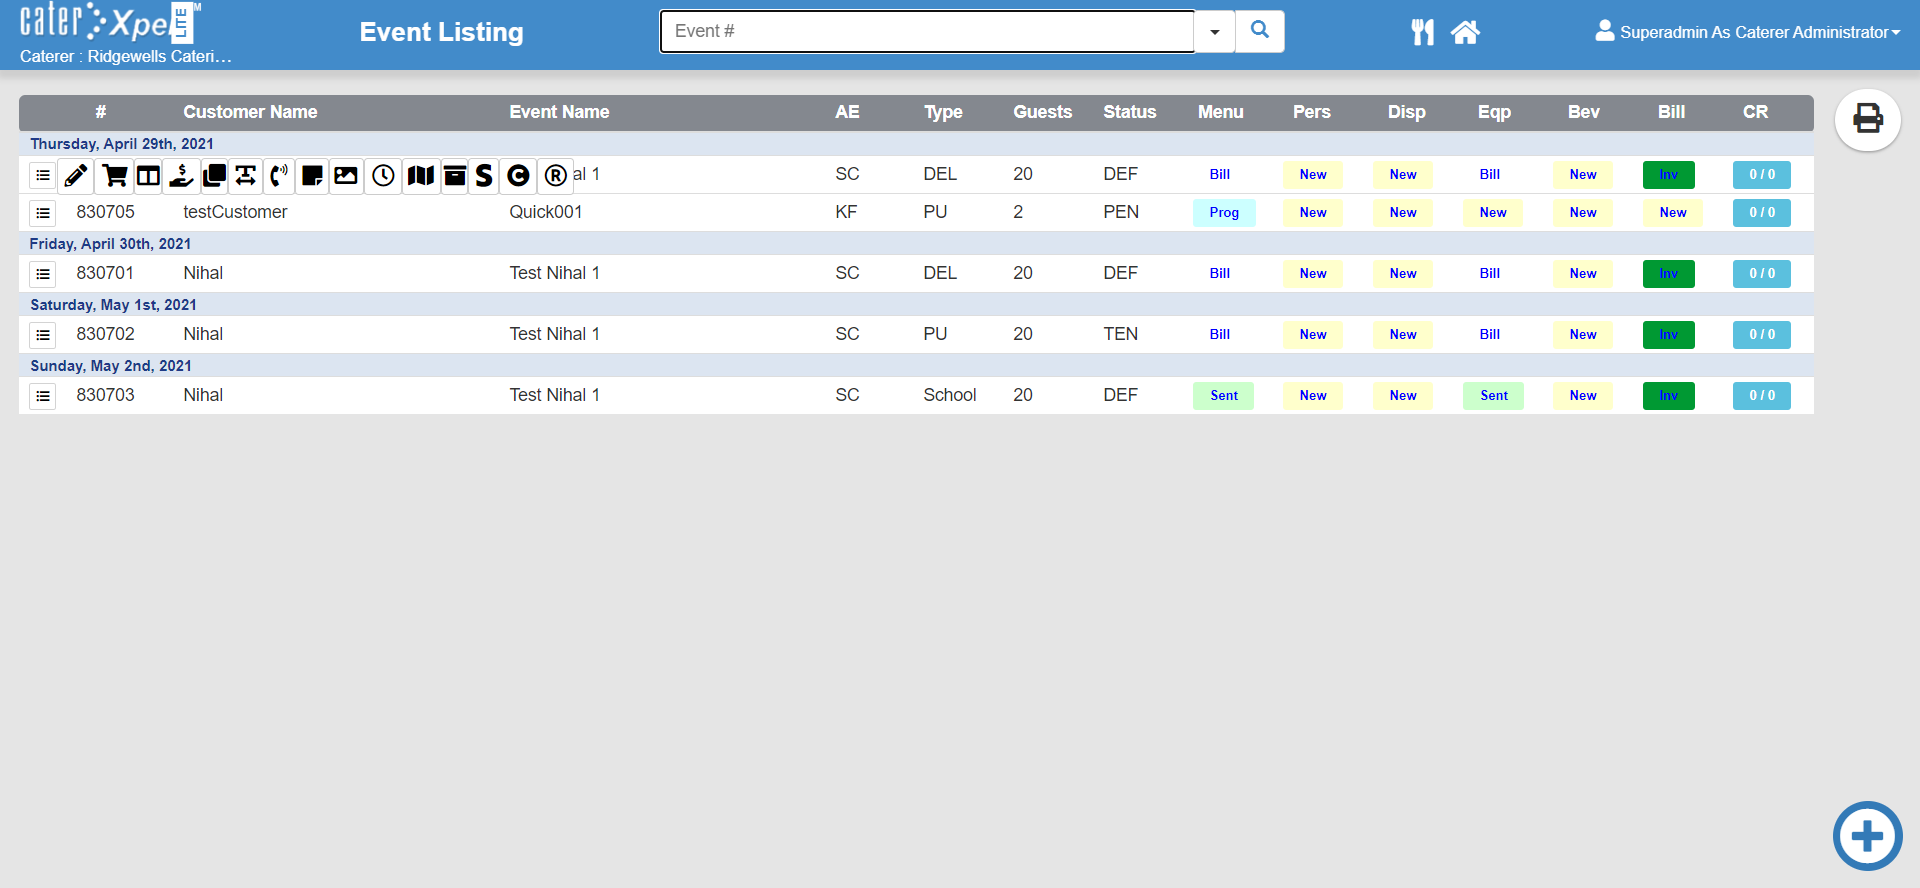 cater Xpert LITE TM
Caterer : Ridgewells Cateri...
Event Listing
Event #
Superadmin As Caterer Administrator
# Customer Name Event Name AE Type Guests Status Menu Pers Disp Eqp Bev Bill CR
Thursday, April 29th, 2021
$ S C R al 1 SC DEL 20 DEF Bill New New Bill New Inv 0 / 0
830705 testCustomer Quick001 KF PU 2 PEN Prog New New New New New 0 / 0
Friday, April 30th, 2021
830701 Nihal Test Nihal 1 SC DEL 20 DEF Bill New New Bill New Inv 0 / 0
Saturday, May 1st, 2021
830702 Nihal Test Nihal 1 SC PU 20 TEN Bill New New Bill New Inv 0 / 0
Sunday, May 2nd, 2021
830703 Nihal Test Nihal 1 SC School 20 DEF Sent New New Sent New Inv 0 / 0